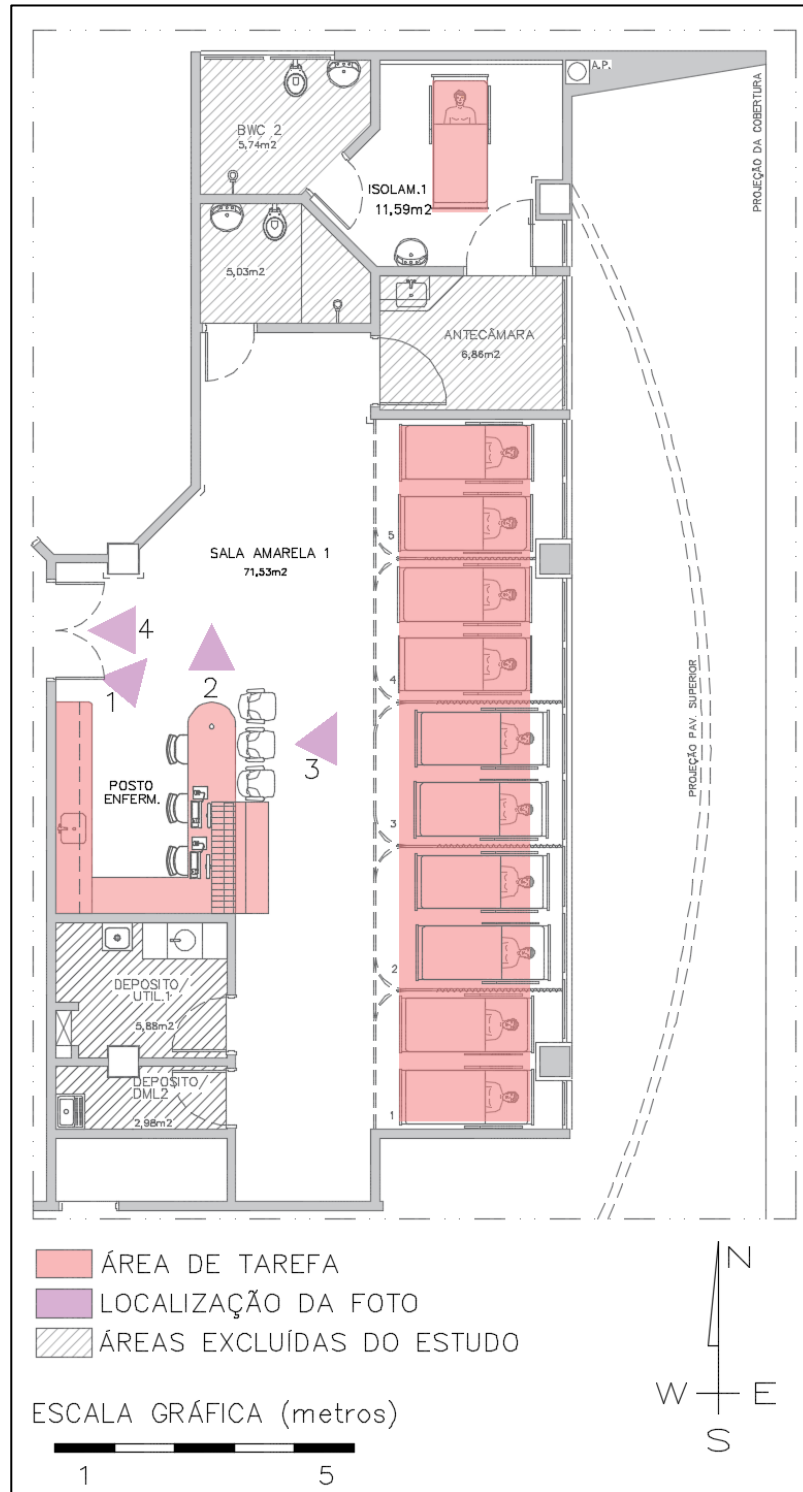 A.P.
PROJEÇÃO DA COBERTURA
BWC 2
5,74m2
ISOLAM.1
11,59m2
5,03m2
ANTECÂMARA
6,86m2
5
SALA AMARELA 1
71,53m2
4
1
2
3
4
PROJEÇÃO PAV. SUPERIOR
POSTO
ENFERM.
3
2
DEPOSITO
UTIL.1
5,88m2
DEPOSITO
DML2
2,98m2
1
ÁREA DE TAREFA
LOCALIZAÇÃO DA FOTO
ÁREAS EXCLUÍDAS DO ESTUDO
N
W E
S
ESCALA GRÁFICA (metros)
1 5